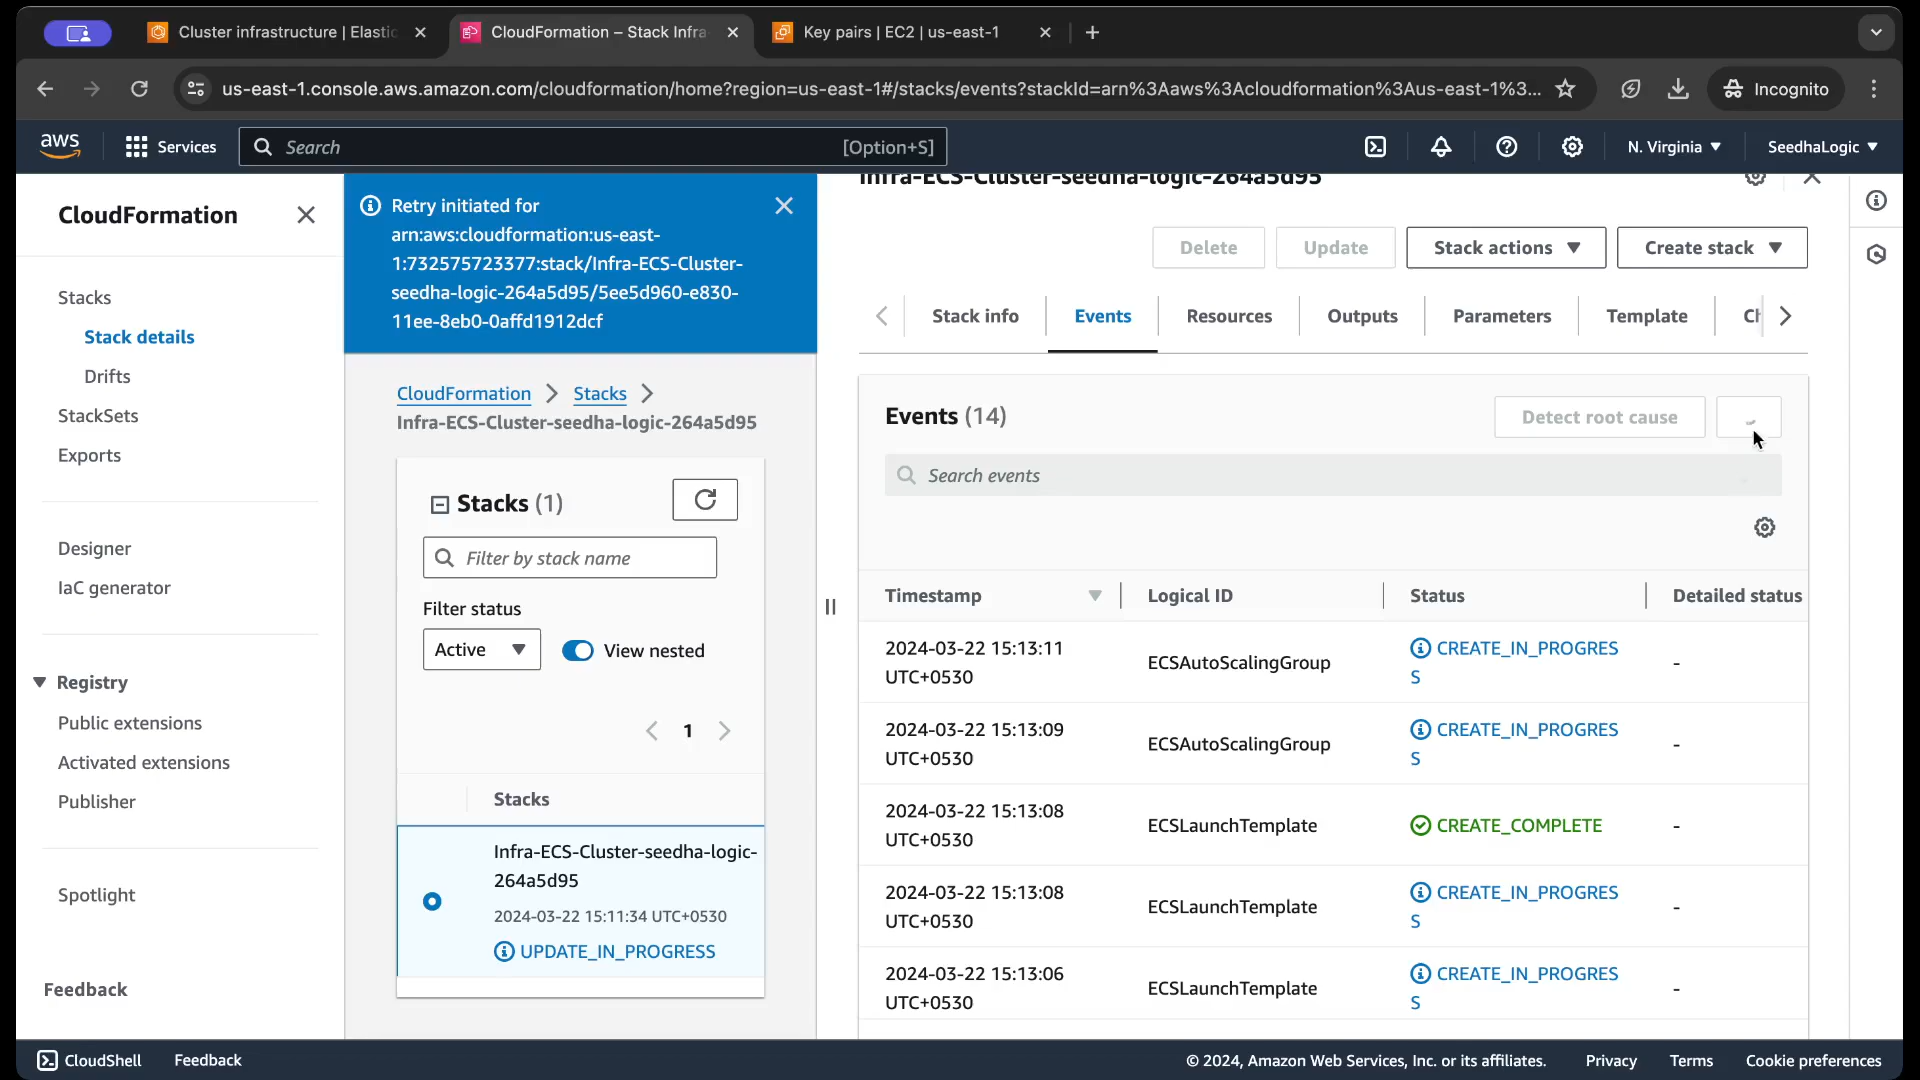 Cluster infrastructure | Elastic
CloudFormation – Stack Infra-
Key pairs | EC2 | us-east-1
us-east-1.console.aws.amazon.com/cloudformation/home?region=us-east-1#/stacks/events?stackId=arn%3Aaws%3Acloudformation%3Aus-east-1%3...
Incognito
aws
Services
Search
[Option+S]
N. Virginia
SeedhaLogic
CloudFormation
Stacks
Stack details
Drifts
StackSets
Exports
Designer
IaC generator
Registry
Public extensions
Activated extensions
Publisher
Spotlight
Feedback
Retry initiated for
arn:aws:cloudformation:us-east-
1:732575723377:stack/Infra-ECS-Cluster-
seedha-logic-264a5d95/5ee5d960-e830-
11ee-8eb0-0affd1912dcf
CloudFormation
Stacks
Infra-ECS-Cluster-seedha-logic-264a5d95
Stacks (1)
Filter by stack name
Filter status
Active
View nested
1
Stacks
Infra-ECS-Cluster-seedha-logic-
264a5d95
2024-03-22 15:11:34 UTC+0530
UPDATE_IN_PROGRESS
Infra-ECS-Cluster-seedha-logic-264a5d95
Delete
Update
Stack actions
Create stack
Stack info
Events
Resources
Outputs
Parameters
Template
Ch
Events (14)
Detect root cause
Search events
Timestamp
Logical ID
Status
Detailed status
2024-03-22 15:13:11
UTC+0530
ECSAutoScalingGroup
CREATE_IN_PROGRES
S
-
2024-03-22 15:13:09
UTC+0530
ECSAutoScalingGroup
CREATE_IN_PROGRES
S
-
2024-03-22 15:13:08
UTC+0530
ECSLaunchTemplate
CREATE_COMPLETE
-
2024-03-22 15:13:08
UTC+0530
ECSLaunchTemplate
CREATE_IN_PROGRES
S
-
2024-03-22 15:13:06
UTC+0530
ECSLaunchTemplate
CREATE_IN_PROGRES
S
-
CloudShell
Feedback
© 2024, Amazon Web Services, Inc. or its affiliates.
Privacy
Terms
Cookie preferences